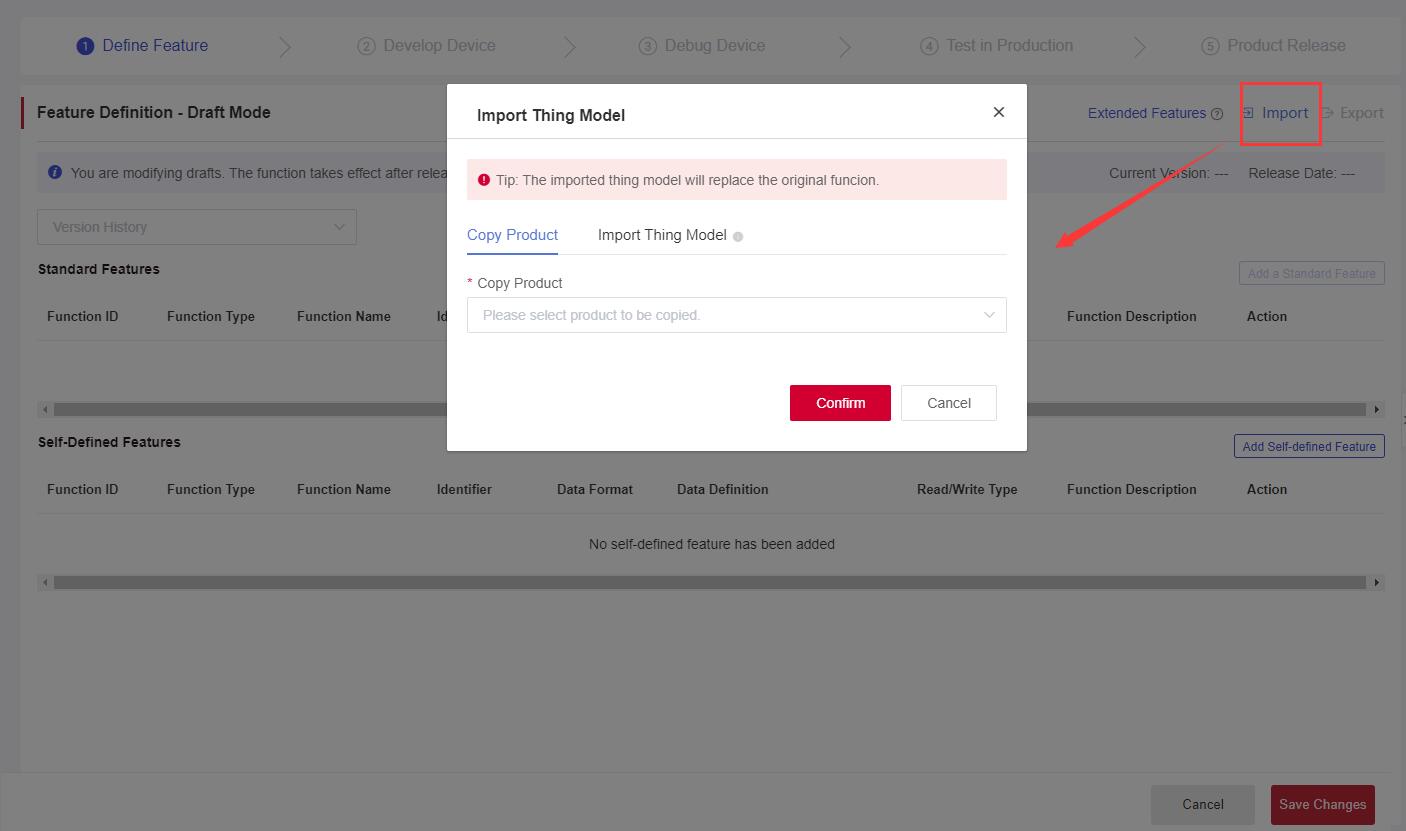 1 Define Feature
2 Develop Device
3 Debug Device
4 Test in Production
5 Product Release
Feature Definition - Draft Mode
Extended Features
Import
Export
You are modifying drafts. The function takes effect after relea
Current Version: ---
Release Date: ---
Version History
Standard Features
Add a Standard Feature
Function ID
Function Type
Function Name
Id
Function Description
Action
Import Thing Model
Tip: The imported thing model will replace the original funcion.
Copy Product
Import Thing Model
* Copy Product
Please select product to be copied.
Confirm
Cancel
Self-Defined Features
Add Self-defined Feature
Function ID
Function Type
Function Name
Identifier
Data Format
Data Definition
Read/Write Type
Function Description
Action
No self-defined feature has been added
Cancel
Save Changes